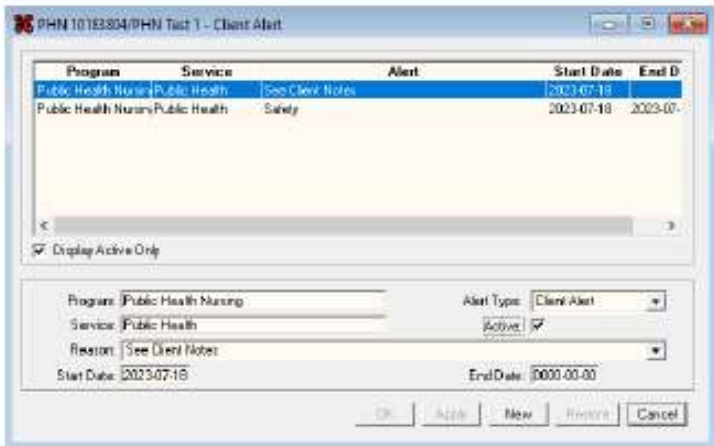 PHN 10183804/PHN Test 1 - Client Alert
Program Service Alert Start Date End D
Public Health Nursin Public Health See Client Notes 2023-07-18
Public Health Nursin Public Health Safety 2023-07-18 2023-07-
Display Active Only
Program: Public Health Nursing Alert Type: Client Alert
Service: Public Health Active:
Reason: See Client Notes
Start Date: 2023-07-18 End Date: 0000-00-00
OK Apply New Restore Cancel